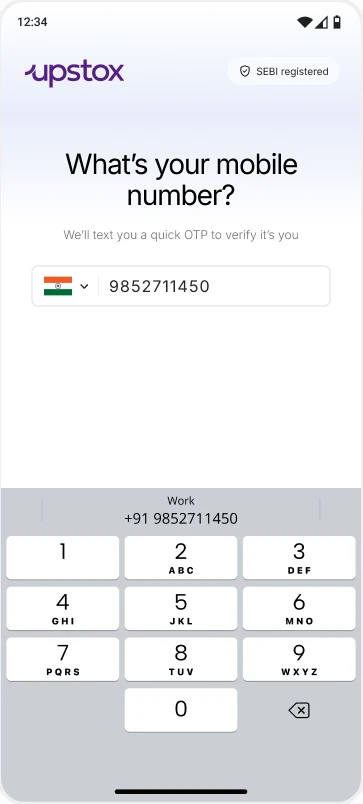 12:34
upstox
SEBI registered
What's your mobile
number?
We'll text you a quick OTP to verify it's you
9852711450
Work
+91 9852711450
1
2
ABC
3
DEF
4
GHI
5
JKL
6
MNO
7
PQRS
8
TUV
9
WXYZ
0